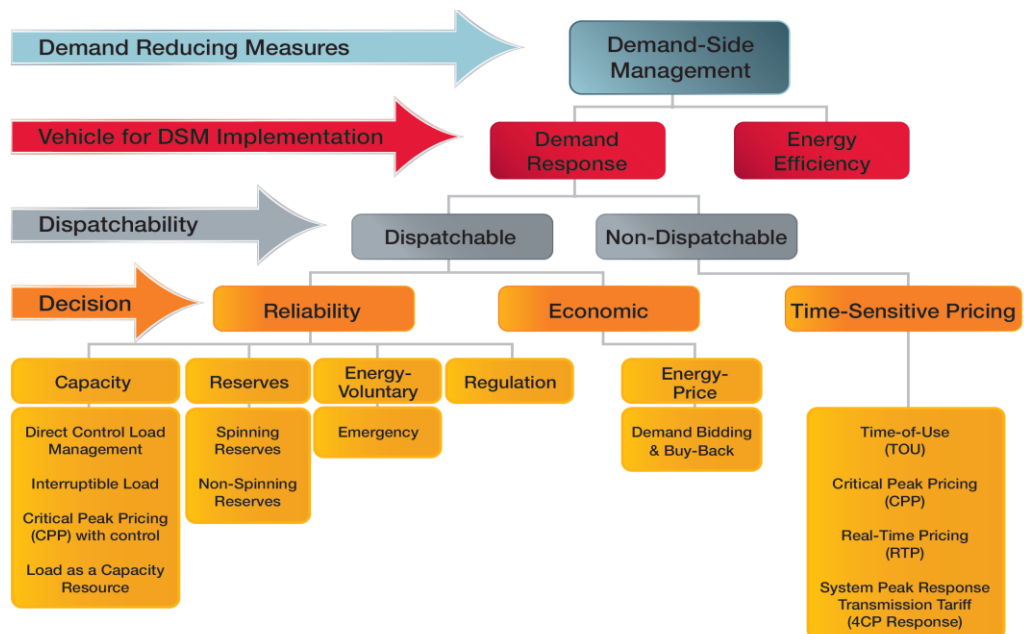 Demand Reducing Measures
Demand-Side
Management
Vehicle for DSM Implementation
Demand
Response
Energy
Efficiency
Dispatchability
Dispatchable
Non-Dispatchable
Decision
Reliability
Economic
Time-Sensitive Pricing
Capacity
Reserves
Energy-
Voluntary
Regulation
Energy-
Price
Direct Control Load
Management
Interruptible Load
Critical Peak Pricing
(CPP) with control
Load as a Capacity
Resource
Spinning
Reserves
Non-Spinning
Reserves
Emergency
Demand Bidding
& Buy-Back
Time-of-Use
(TOU)
Critical Peak Pricing
(CPP)
Real-Time Pricing
(RTP)
System Peak Response
Transmission Tariff
(4CP Response)